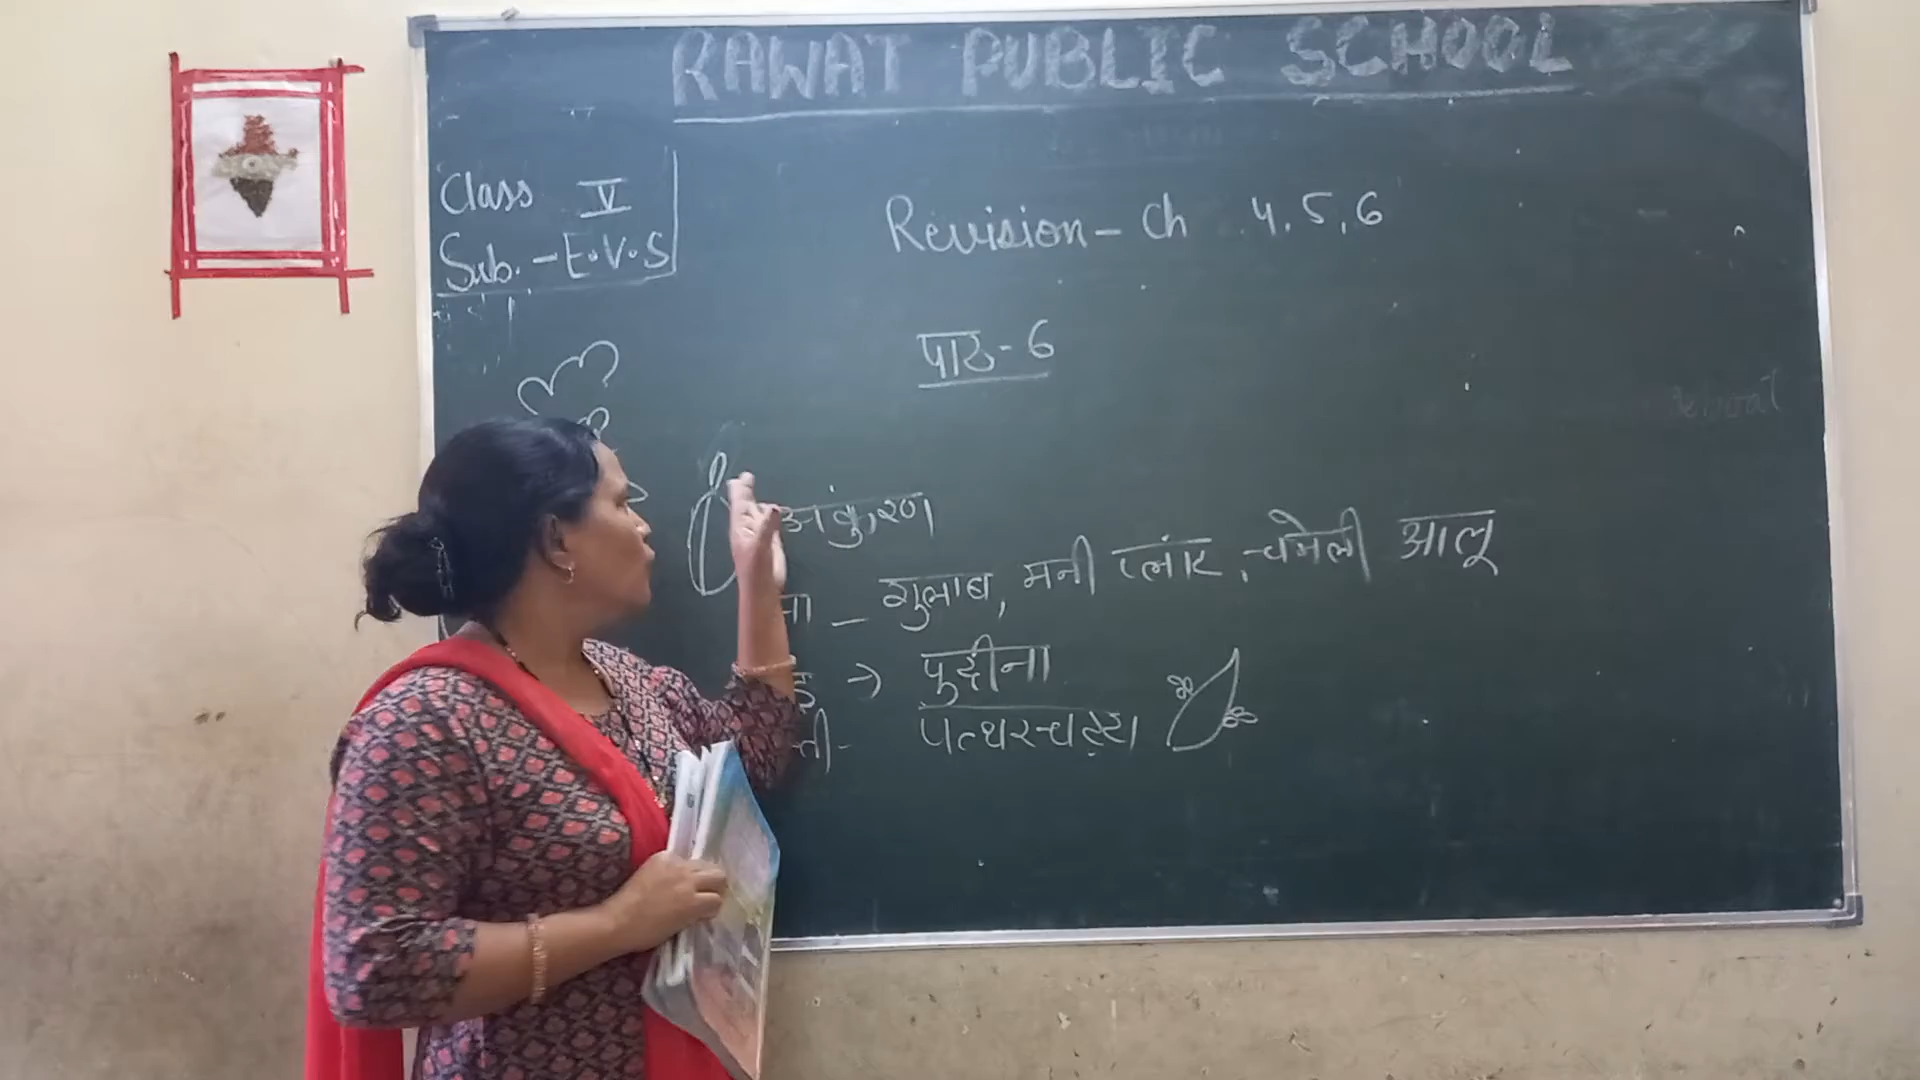 RAWAT PUBLIC SCHOOL
Class V
Sub. - E.V.S
Revision - Ch 4, 5, 6
पाठ - 6
अंकुरण
गुलाब, मनी प्लांट, चमेली आलू
→ पुदीना
पत्थरचट्टा